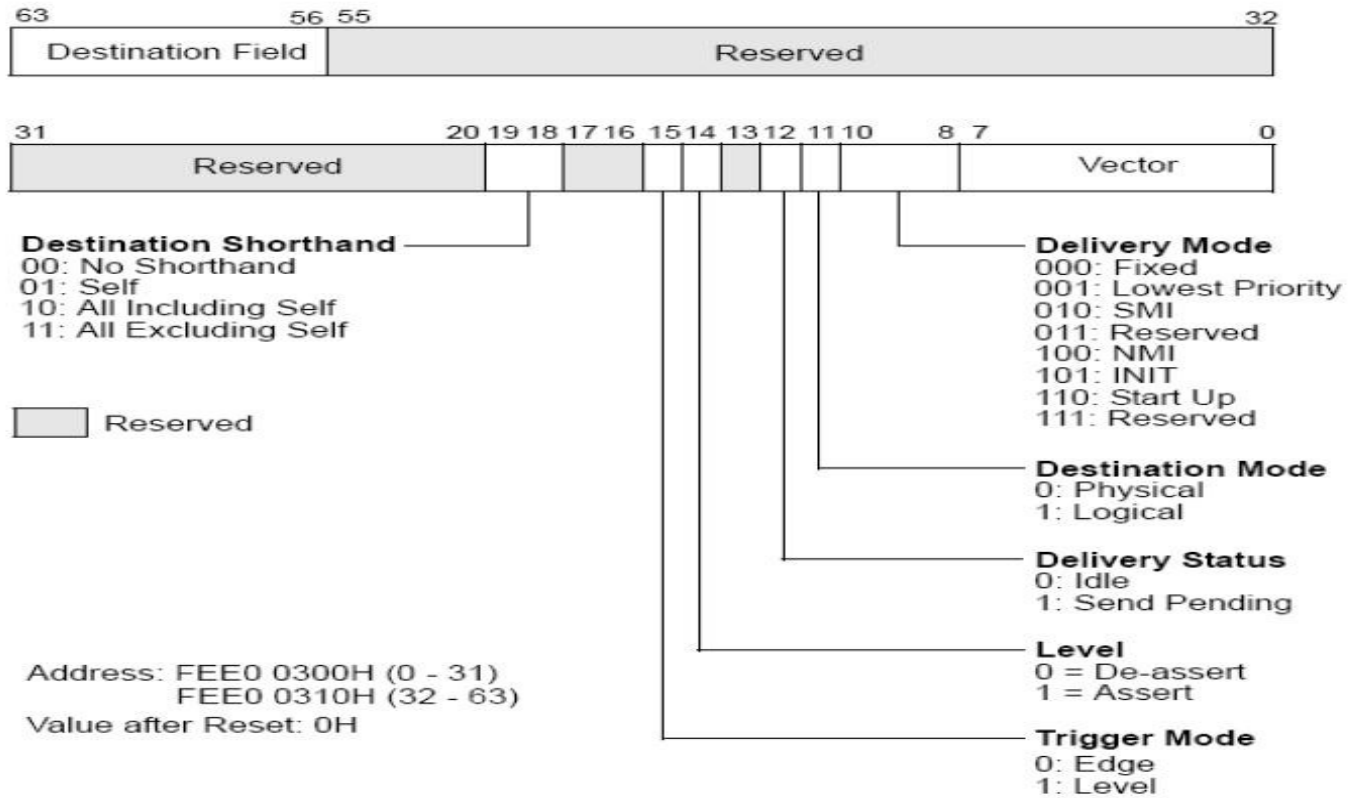 63 56 55 32
Destination Field Reserved
31 20 19 18 17 16 15 14 13 12 11 10 8 7 0
Reserved Vector
Destination Shorthand
00: No Shorthand
01: Self
10: All Including Self
11: All Excluding Self
Reserved
Delivery Mode
000: Fixed
001: Lowest Priority
010: SMI
011: Reserved
100: NMI
101: INIT
110: Start Up
111: Reserved
Destination Mode
0: Physical
1: Logical
Delivery Status
0: Idle
1: Send Pending
Level
0 = De-assert
1 = Assert
Trigger Mode
0: Edge
1: Level
Address: FEE0 0300H (0 - 31)
FEE0 0310H (32 - 63)
Value after Reset: 0H